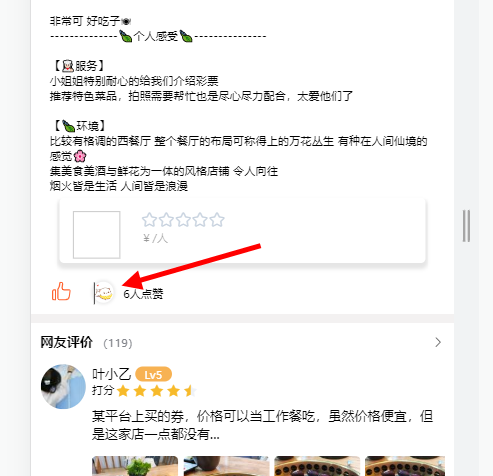 非常可 好吃子🍽
--------------🍃个人感受🍃---------------
【👩‍🍳服务】
小姐姐特别耐心的给我们介绍彩票
推荐特色菜品，拍照需要帮忙也是尽心尽力配合，太爱他们了
【🍃环境】
比较有格调的西餐厅 整个餐厅的布局可称得上的万花丛生 有种在人间仙境的
感觉🌸
集美食美酒与鲜花为一体的风格店铺 令人向往
烟火皆是生活 人间皆是浪漫
￥/人
6人点赞
网友评价 （119）
叶小乙 Lv5
打分
某平台上买的券，价格可以当工作餐吃，虽然价格便宜，但
是这家店一点都没有...